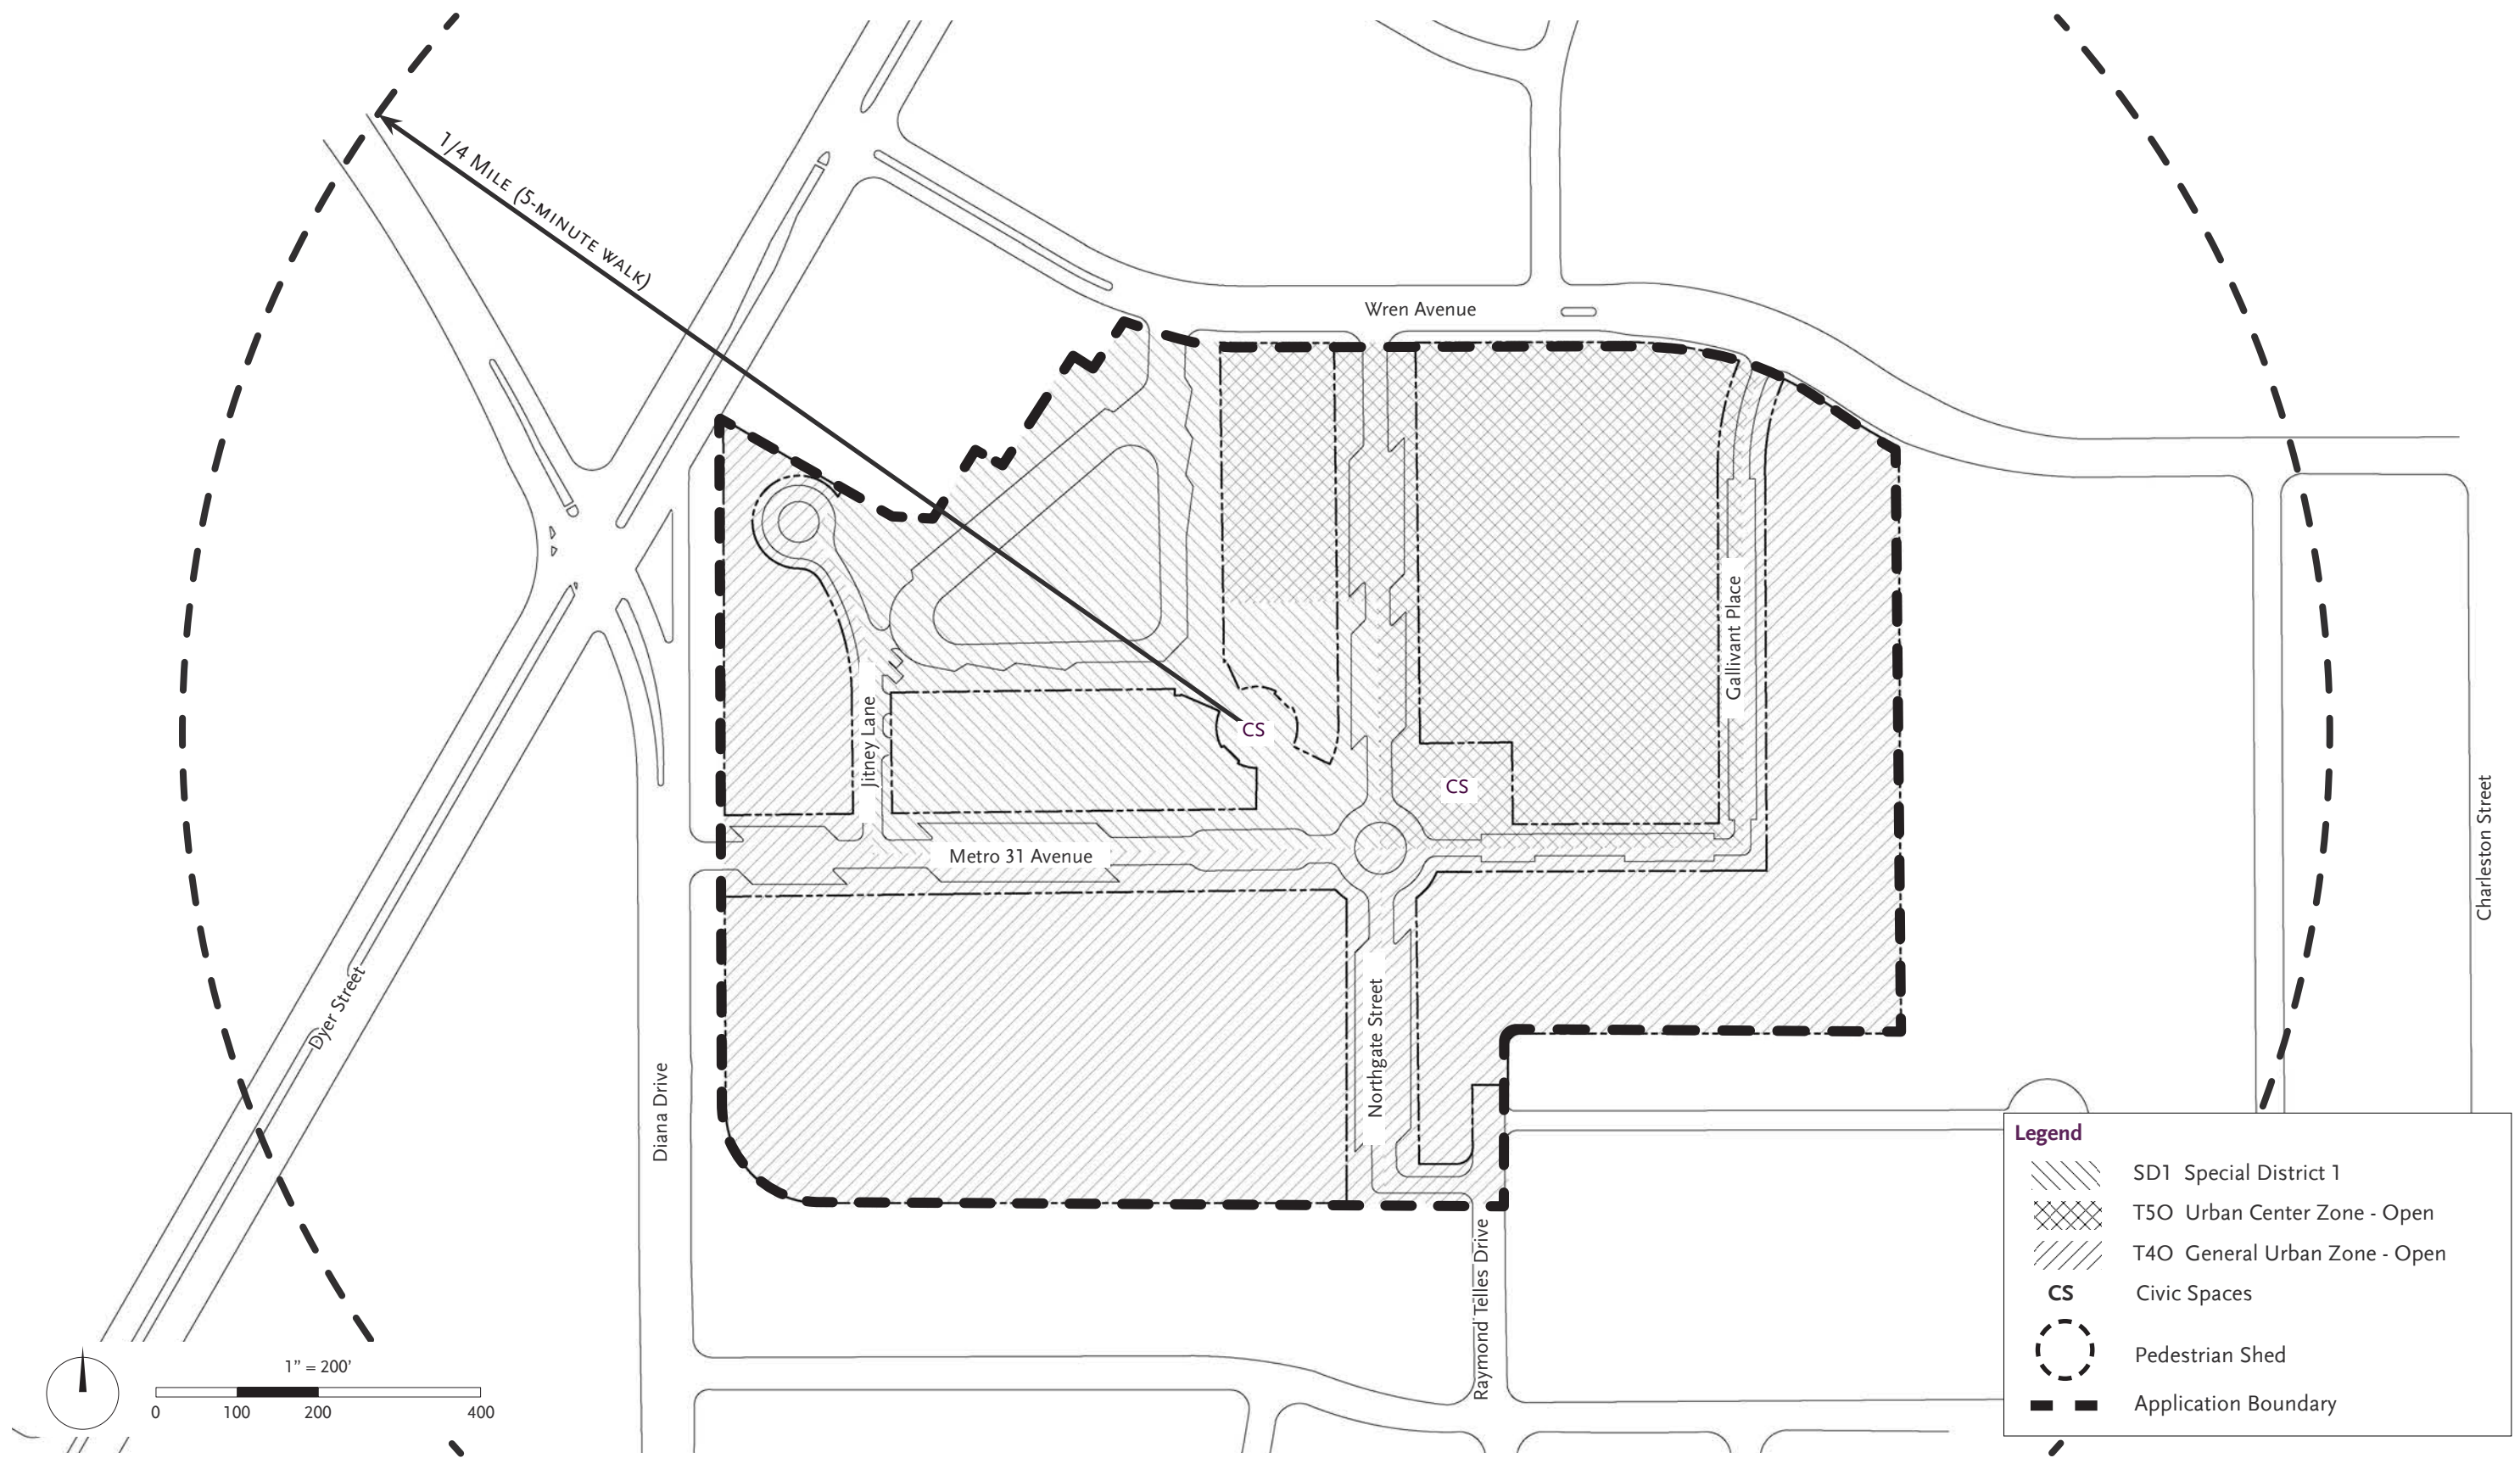 1/4 Mile (5-minute walk)
Wren Avenue
Gallivant Place
Jitney Lane
CS
CS
Metro 31 Avenue
Charleston Street
Dyer Street
Northgate Street
Diana Drive
Raymond Telles Drive
Legend
SD1 Special District 1
T5O Urban Center Zone - Open
T4O General Urban Zone - Open
CS Civic Spaces
Pedestrian Shed
Application Boundary
1” = 200’
0 100 200 400